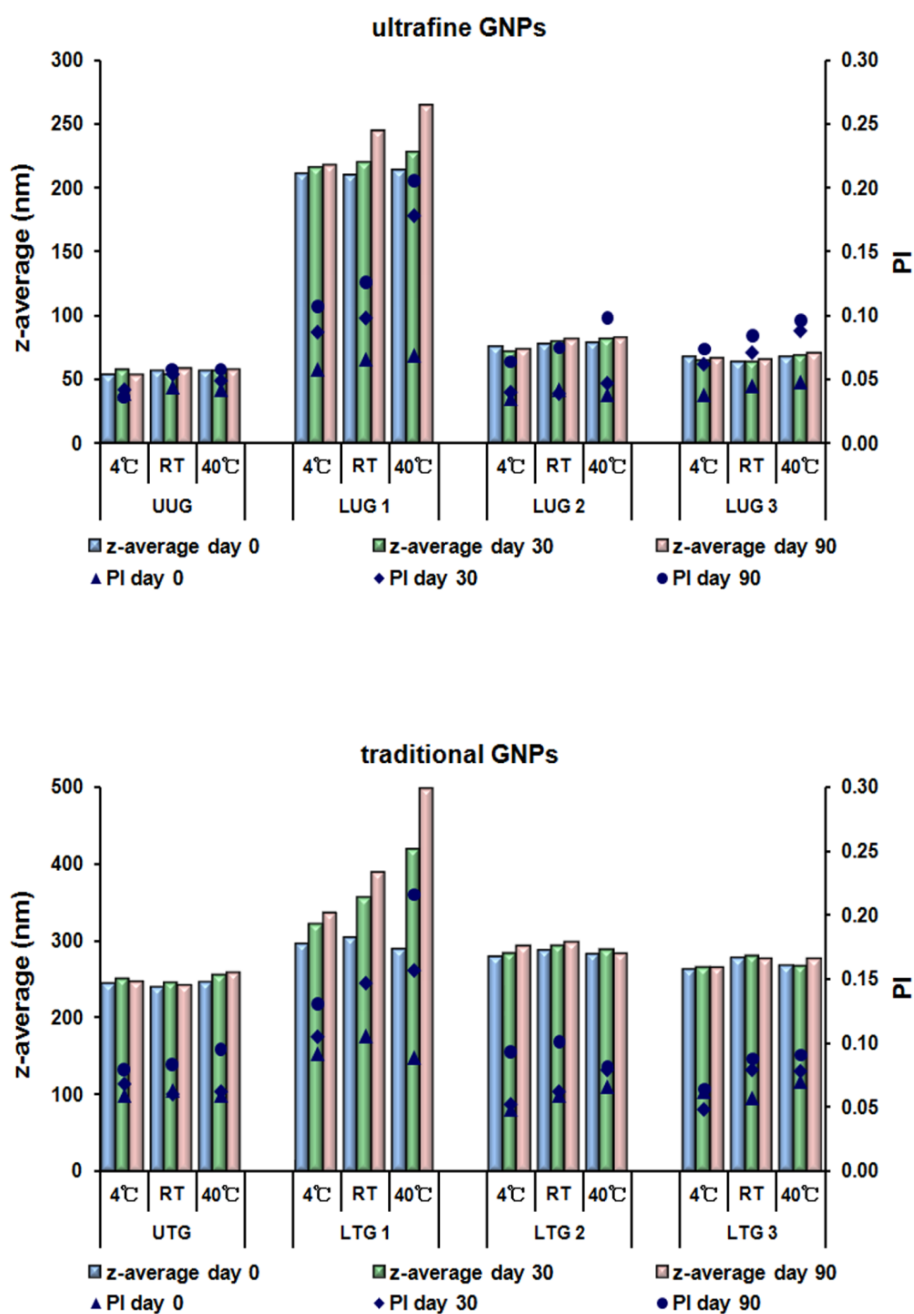 ultrafine GNPs
300
250
200
150
100
50
0
z-average (nm)
0.30
0.25
0.20
0.15
0.10
0.05
0.00
PI
4℃ RT 40℃ 4℃ RT 40℃ 4℃ RT 40℃ 4℃ RT 40℃
UUG LUG 1 LUG 2 LUG 3
z-average day 0 z-average day 30 z-average day 90
PI day 0 PI day 30 PI day 90
traditional GNPs
500
400
300
200
100
0
z-average (nm)
0.30
0.25
0.20
0.15
0.10
0.05
0.00
PI
4℃ RT 40℃ 4℃ RT 40℃ 4℃ RT 40℃ 4℃ RT 40℃
UTG LTG 1 LTG 2 LTG 3
z-average day 0 z-average day 30 z-average day 90
PI day 0 PI day 30 PI day 90